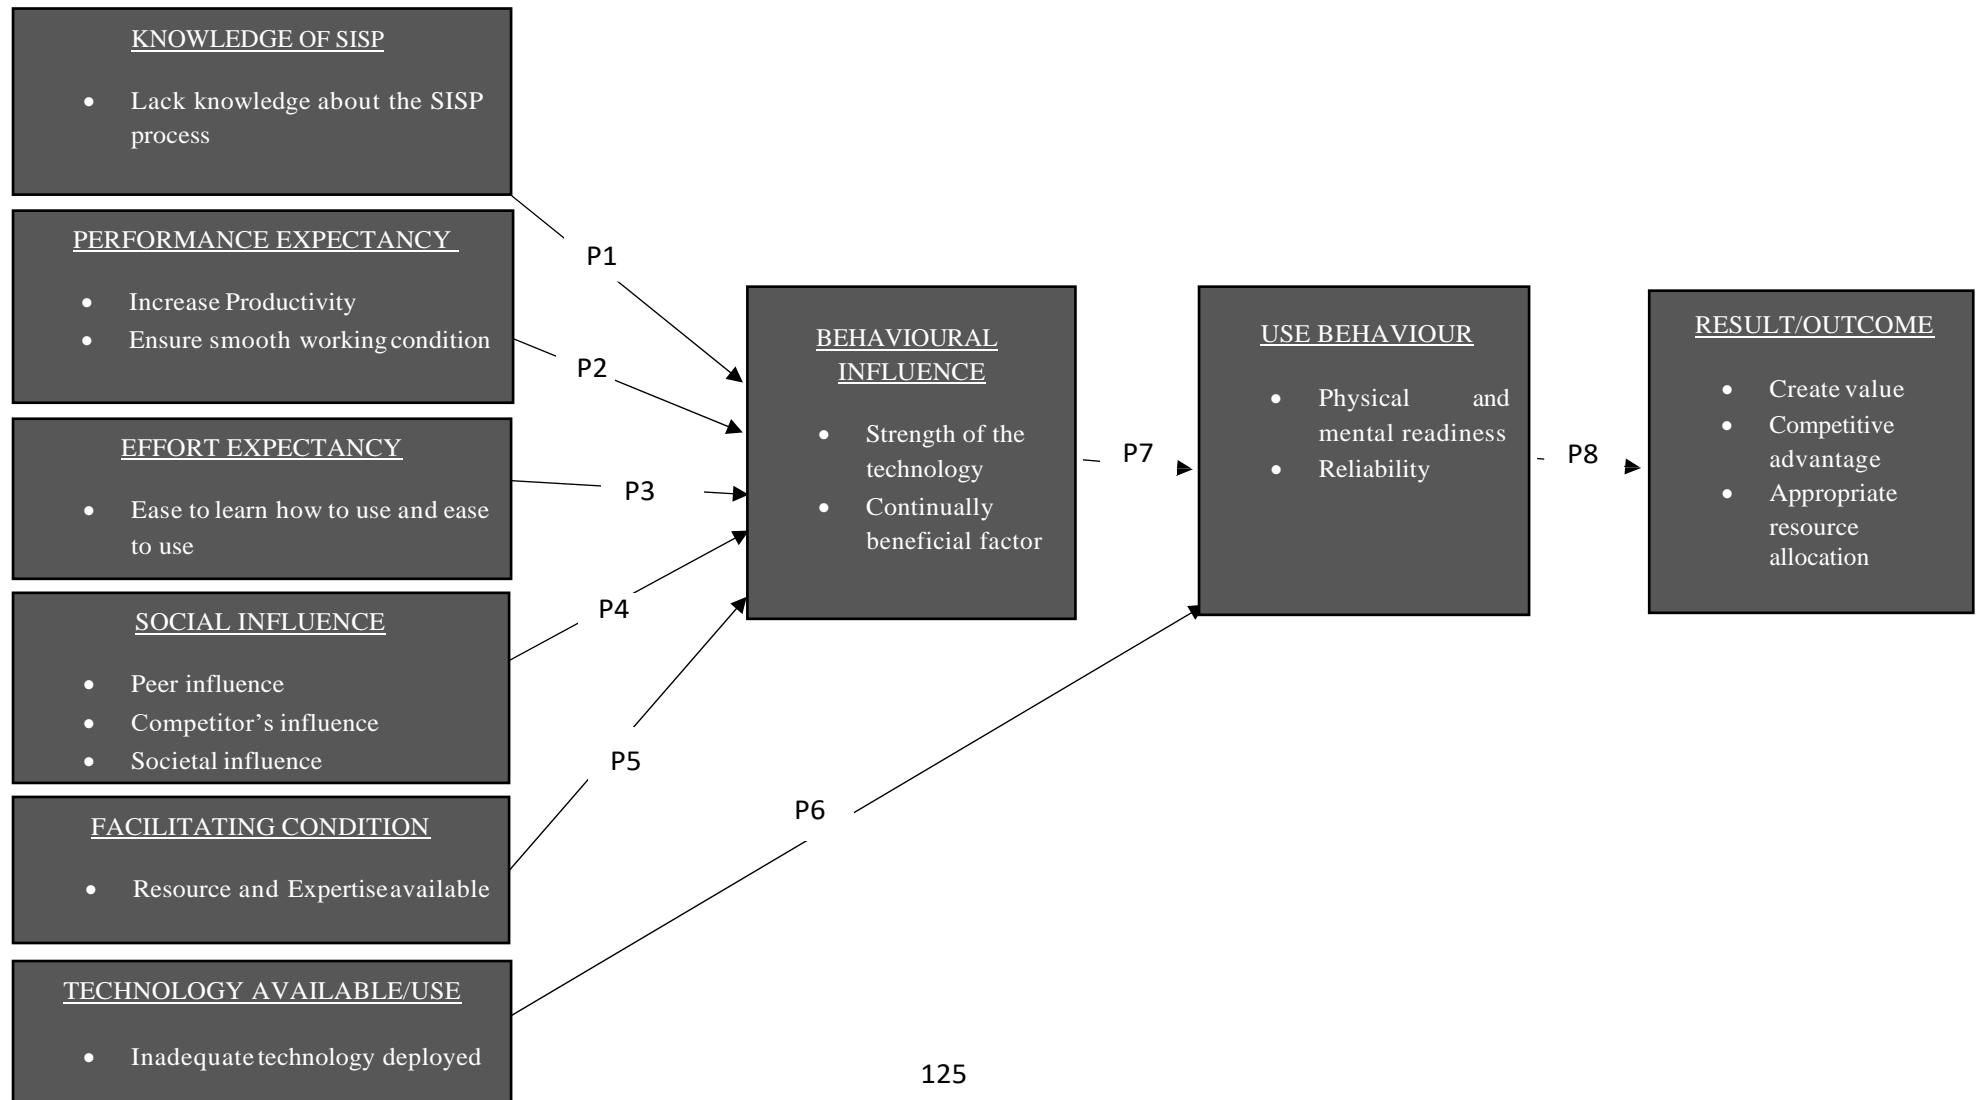 KNOWLEDGE OF SISP
• Lack knowledge about the SISP
process
PERFORMANCE EXPECTANCY
• Increase Productivity
• Ensure smooth working condition
EFFORT EXPECTANCY
• Ease to learn how to use and ease
to use
SOCIAL INFLUENCE
• Peer influence
• Competitor’s influence
• Societal influence
FACILITATING CONDITION
• Resource and Expertise available
TECHNOLOGY AVAILABLE/USE
• Inadequate technology deployed
P1
P2
P3
P4
P5
P6
BEHAVIOURAL
INFLUENCE
• Strength of the
technology
• Continually
beneficial factor
P7
USE BEHAVIOUR
• Physical and
mental readiness
• Reliability
P8
RESULT/OUTCOME
• Create value
• Competitive
advantage
• Appropriate
resource
allocation
125